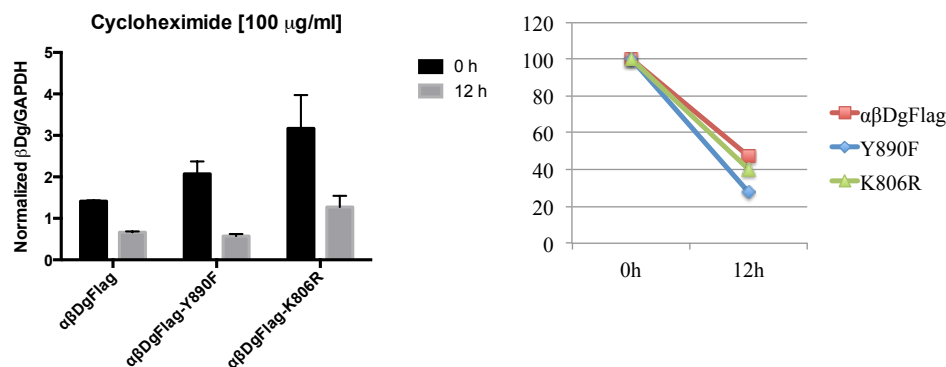 Cycloheximide [100 μg/ml]
Normalized βDg/GAPDH
5
4
3
2
1
0
αβDgFlag
αβDgFlag-Y890F
αβDgFlag-K806R
0 h
12 h
120
100
80
60
40
20
0
0h
12h
αβDgFlag
Y890F
K806R